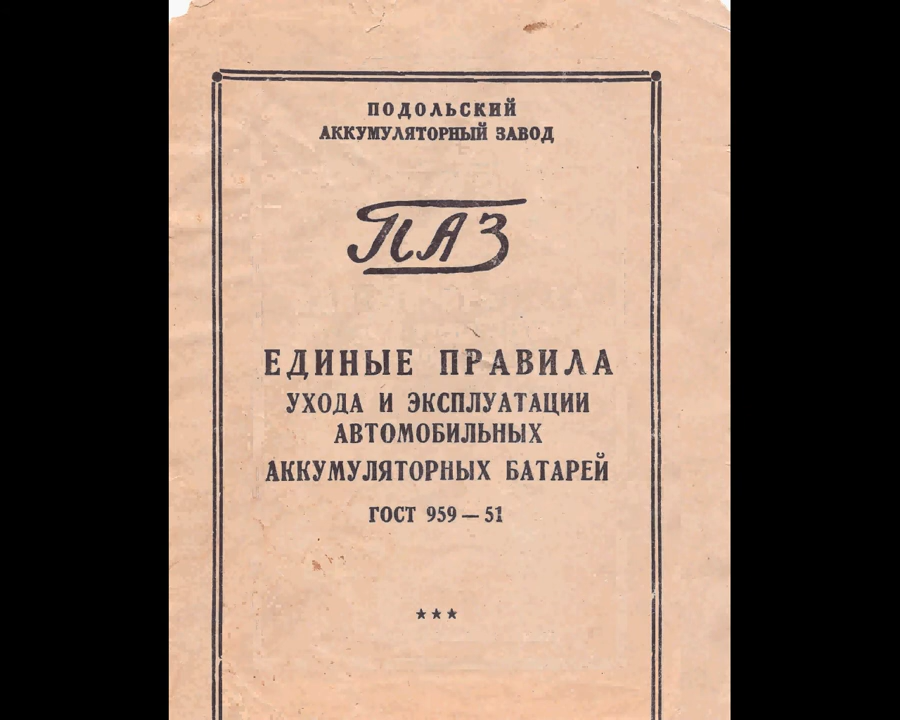 ПОДОЛЬСКИЙ
АККУМУЛЯТОРНЫЙ ЗАВОД
ПАЗ
ЕДИНЫЕ ПРАВИЛА
УХОДА И ЭКСПЛУАТАЦИИ
АВТОМОБИЛЬНЫХ
АККУМУЛЯТОРНЫХ БАТАРЕЙ
ГОСТ 959 — 51
★ ★ ★